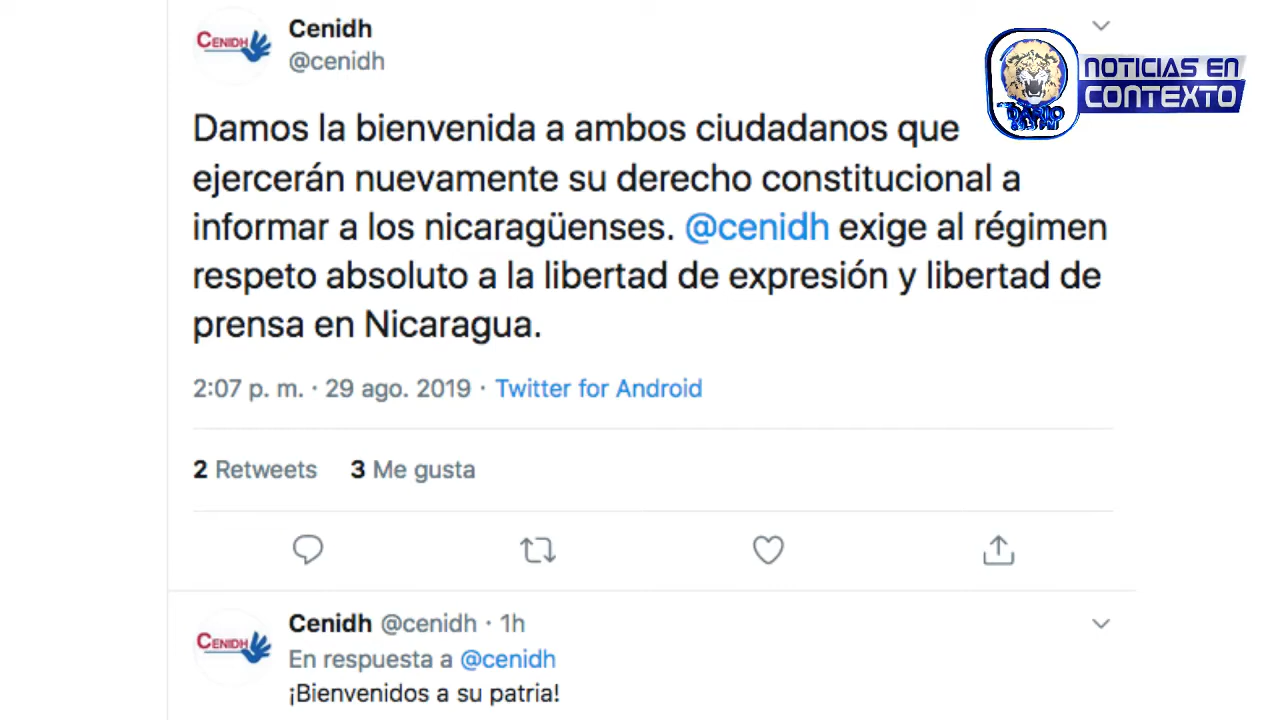 Cenidh
@cenidh
CENIDH
NOTICIAS EN
CONTEXTO
Damos la bienvenida a ambos ciudadanos que
ejercerán nuevamente su derecho constitucional a
informar a los nicaragüenses. @cenidh exige al régimen
respeto absoluto a la libertad de expresión y libertad de
prensa en Nicaragua.
2:07 p. m. · 29 ago. 2019 · Twitter for Android
2 Retweets 3 Me gusta
CENIDH
Cenidh @cenidh · 1h
En respuesta a @cenidh
¡Bienvenidos a su patria!